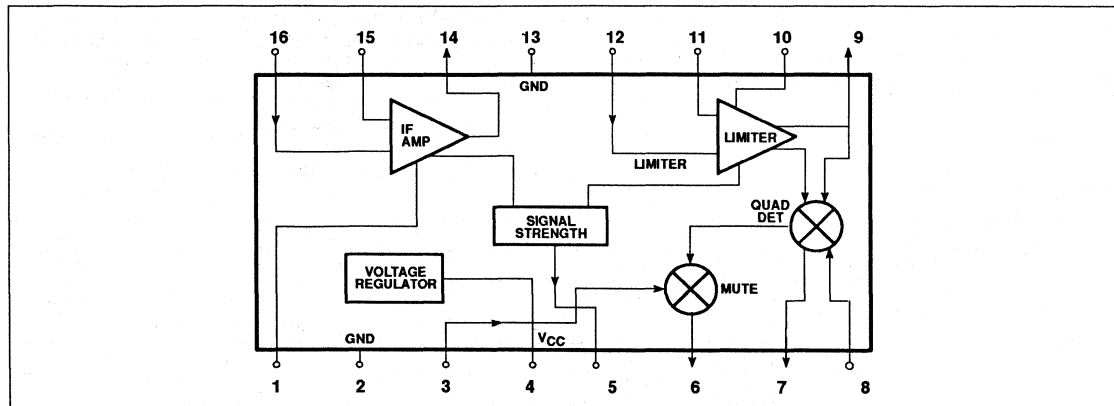 16 15 14 13 12 11 10 9
GND
IF
AMP
LIMITER
LIMITER
QUAD
DET
SIGNAL
STRENGTH
VOLTAGE
REGULATOR
MUTE
GND
VCC
1 2 3 4 5 6 7 8